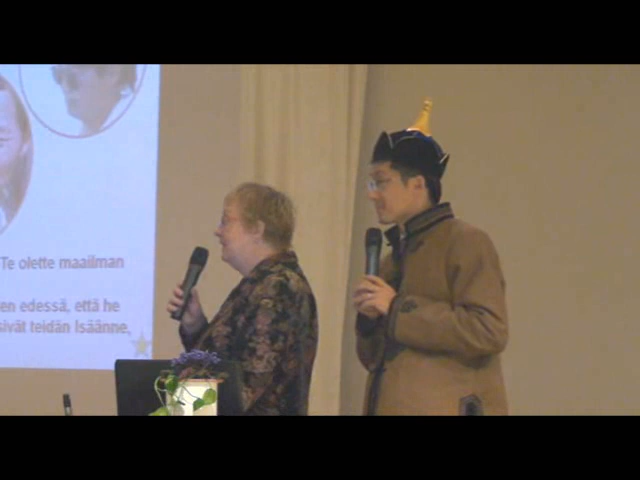 Te olette maailman
en edessä, että he
sivät teidän Isäänne,